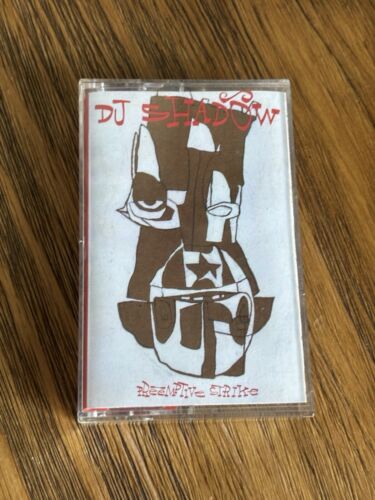 DJ SHADOW
PREEMPTIVE STRIKE